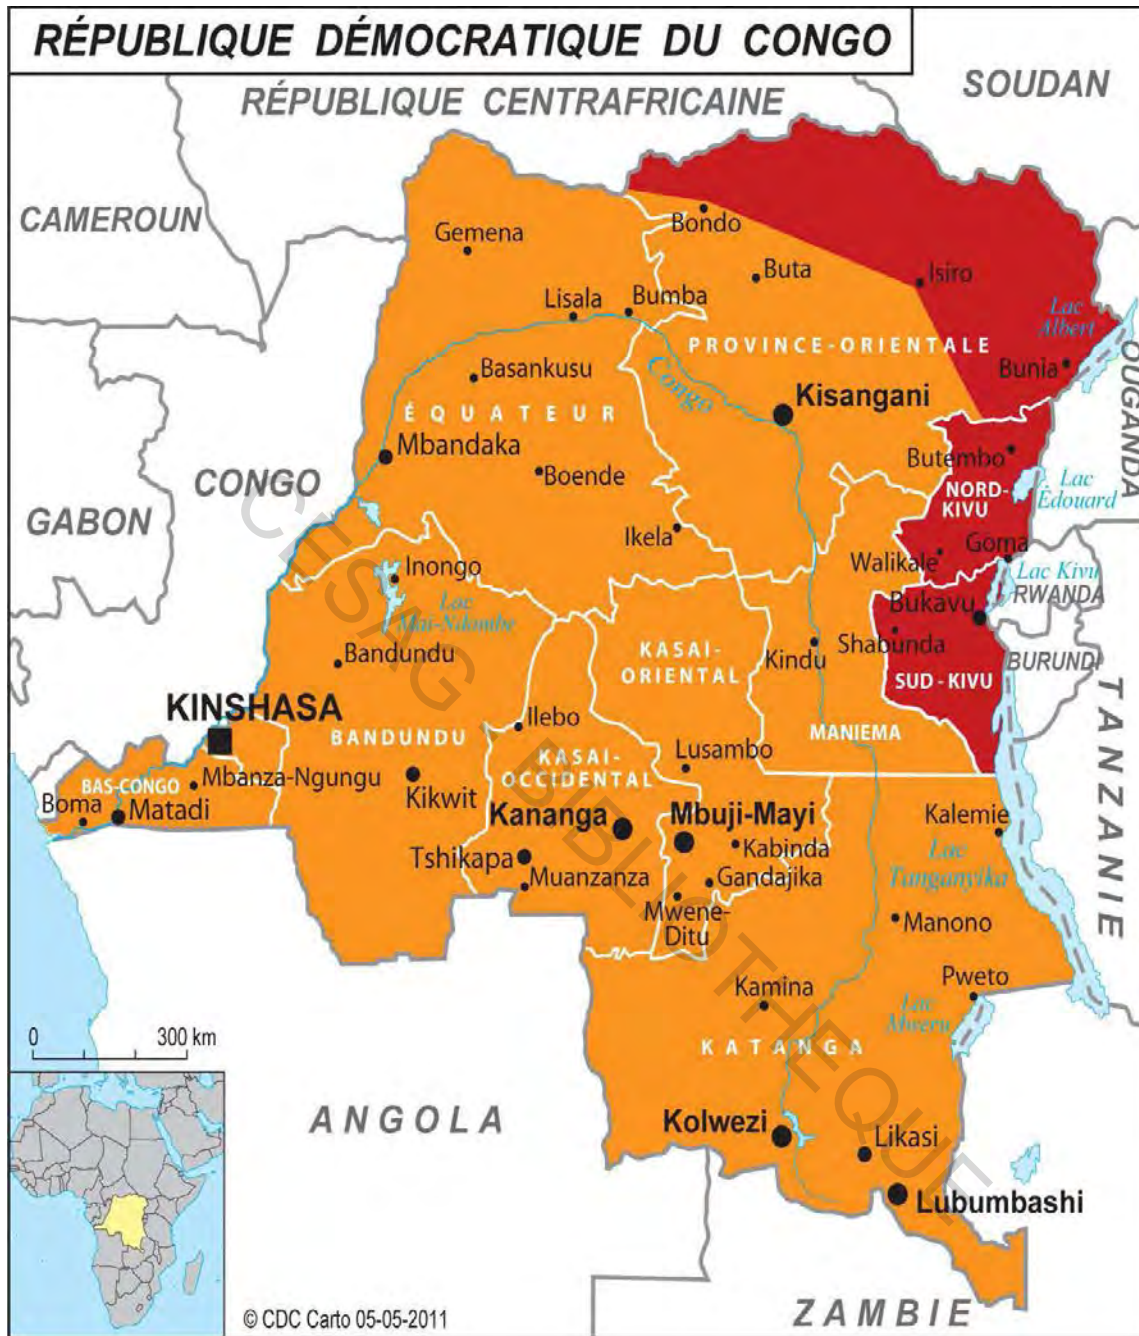 RÉPUBLIQUE DÉMOCRATIQUE DU CONGO
SOUDAN
RÉPUBLIQUE CENTRAFRICAINE
CAMEROUN
Bondo
Gemena
Buta
Isiro
Lisala
Bumba
Lac
Albert
PROVINCE-ORIENTALE
Bunia
OUGANDA
Basankusu
Congo
Kisangani
ÉQUATEUR
Mbandaka
Butembo
Boende
CONGO
NORD-
KIVU
Lac
Édouard
GABON
Ikela
Walikale
Goma
Inongo
Lac Kivu
RWANDA
Lac
Mai-Ndombe
Bukavu
Shabunda
Bandundu
KASAI-
ORIENTAL
Kindu
BURUNDI
SUD - KIVU
TANZANIE
KINSHASA
Ilebo
BANDUNDU
MANIEMA
KASAI-
OCCIDENTAL
Lusambo
BAS-CONGO
Mbanza-Ngungu
Boma
Matadi
Kikwit
Kananga
Mbuji-Mayi
Kalemie
Tshikapa
Kabinda
Lac
Tanganyika
Muanzanza
Gandajika
Mwene-
Ditu
Manono
Kamina
Pweto
Lac
Mweru
0 300 km
KATANGA
ANGOLA
Kolwezi
Likasi
Lubumbashi
© CDC Carto 05-05-2011
ZAMBIE
CESAG BIBLIOTHEQUE